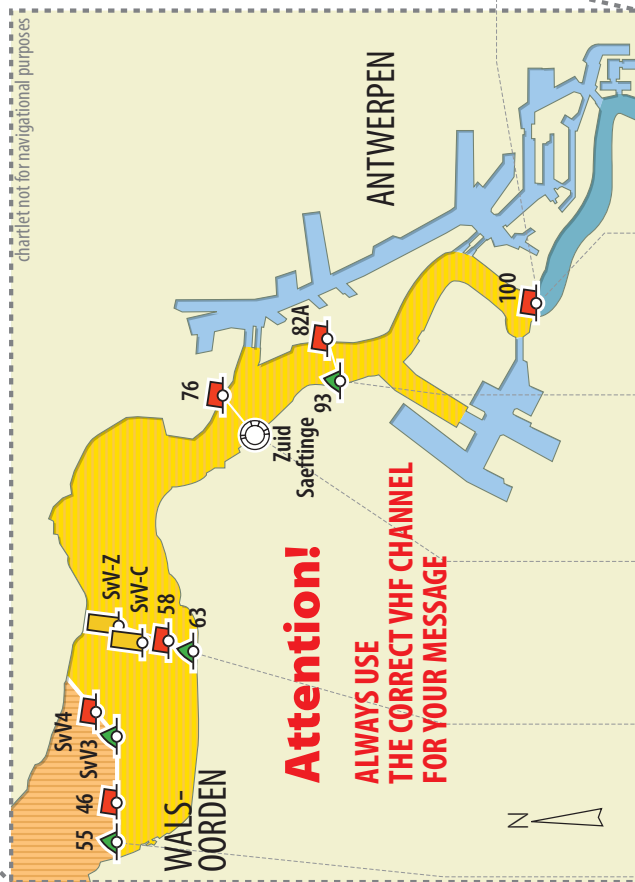 chartlet not for navigational purposes
ANTWERPEN
100
82A
76
93
Zuid
Saeftinge
SvV-Z
SvV-C
58
63
SvV4
SvV3
46
55
WALS-
OORDEN
Attention!
ALWAYS USE
THE CORRECT VHF CHANNEL
FOR YOUR MESSAGE
N